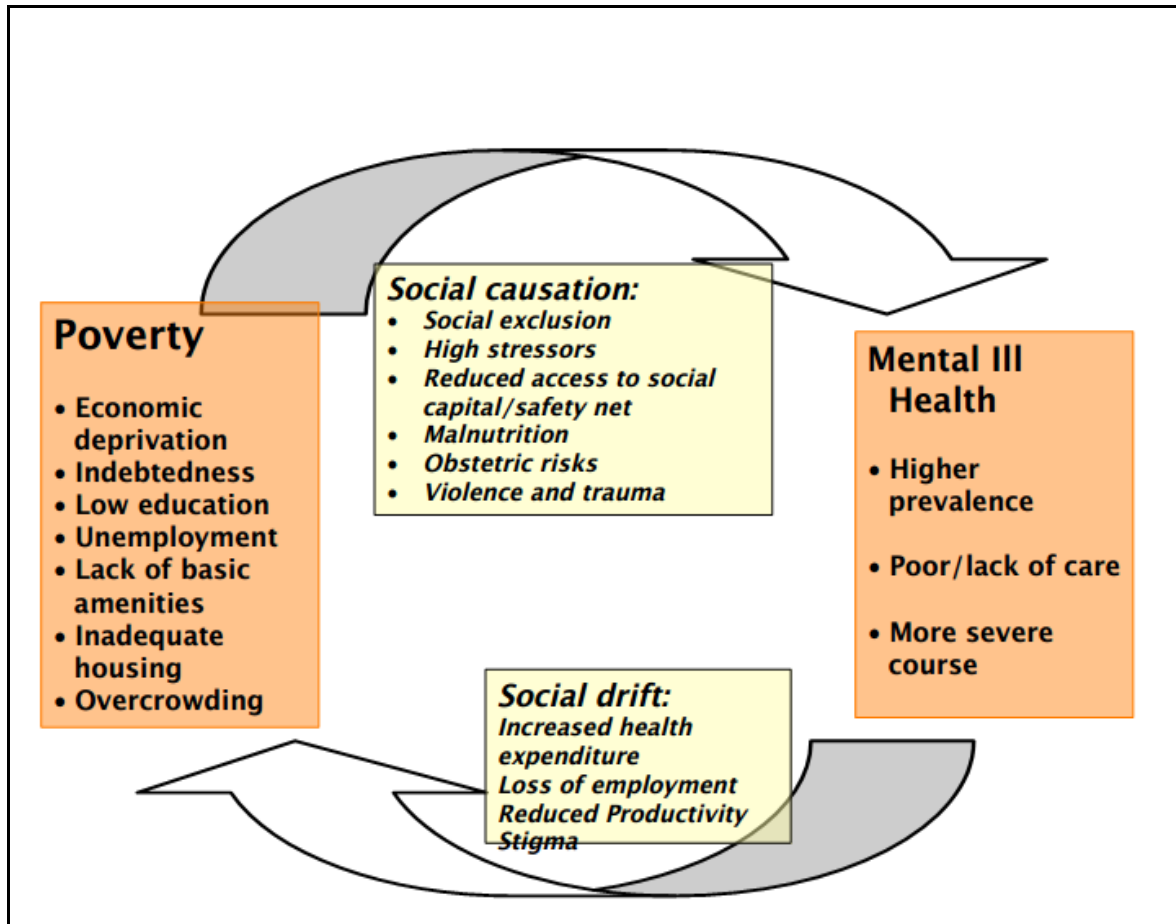 Poverty
• Economic
deprivation
• Indebtedness
• Low education
• Unemployment
• Lack of basic
amenities
• Inadequate
housing
• Overcrowding
Social causation:
• Social exclusion
• High stressors
• Reduced access to social
capital/safety net
• Malnutrition
• Obstetric risks
• Violence and trauma
Mental Ill
Health
• Higher
prevalence
• Poor/lack of care
• More severe
course
Social drift:
Increased health
expenditure
Loss of employment
Reduced Productivity
Stigma